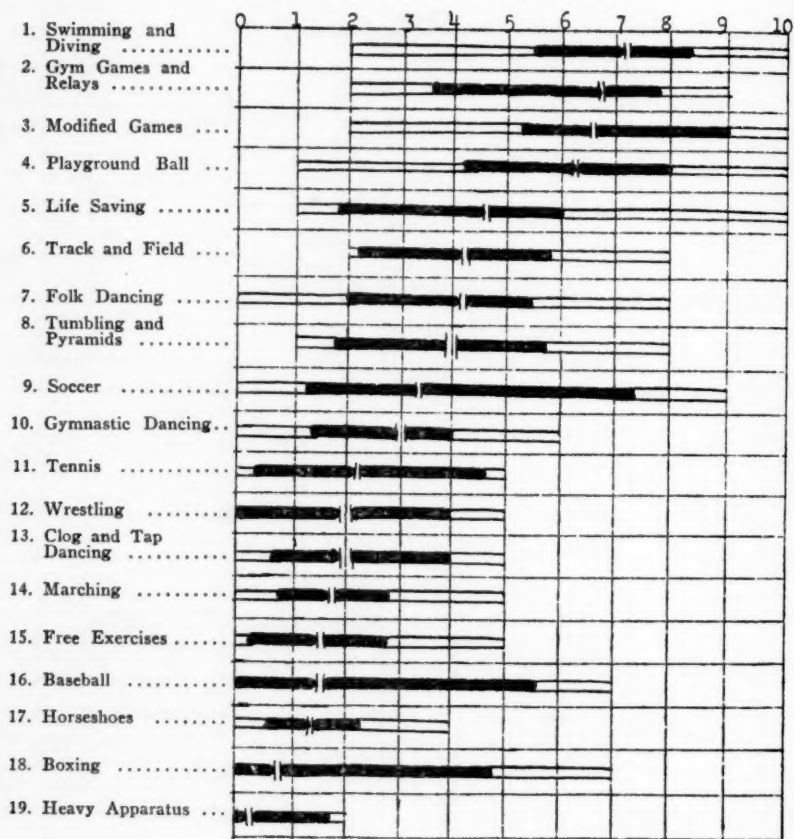 0 1 2 3 4 5 6 7 8 9 10
1. Swimming and
Diving ............
2. Gym Games and
Relays .............
3. Modified Games ....
4. Playground Ball ...
5. Life Saving ........
6. Track and Field ....
7. Folk Dancing ......
8. Tumbling and
Pyramids ..........
9. Soccer ............
10. Gymnastic Dancing..
11. Tennis ............
12. Wrestling .........
13. Clog and Tap
Dancing ...........
14. Marching ..........
15. Free Exercises ......
16. Baseball ...........
17. Horseshoes ........
18. Boxing ............
19. Heavy Apparatus ...